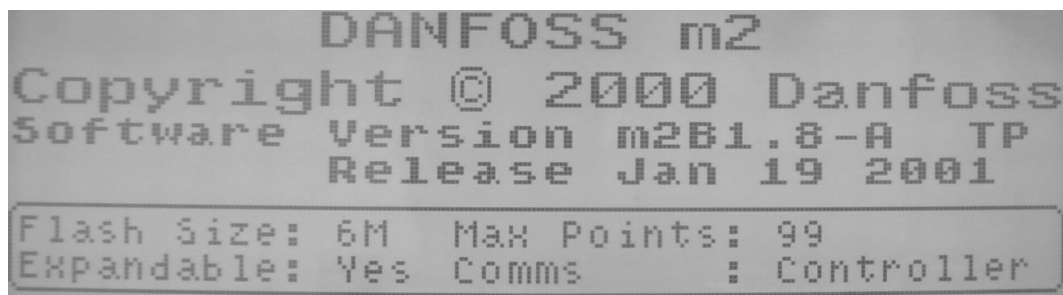 DANFOSS m2
Copyright © 2000 Danfoss
Software Version m2B1.8-A TP
Release Jan 19 2001
Flash Size: 6M Max Points: 99
Expandable: Yes Comms : Controller